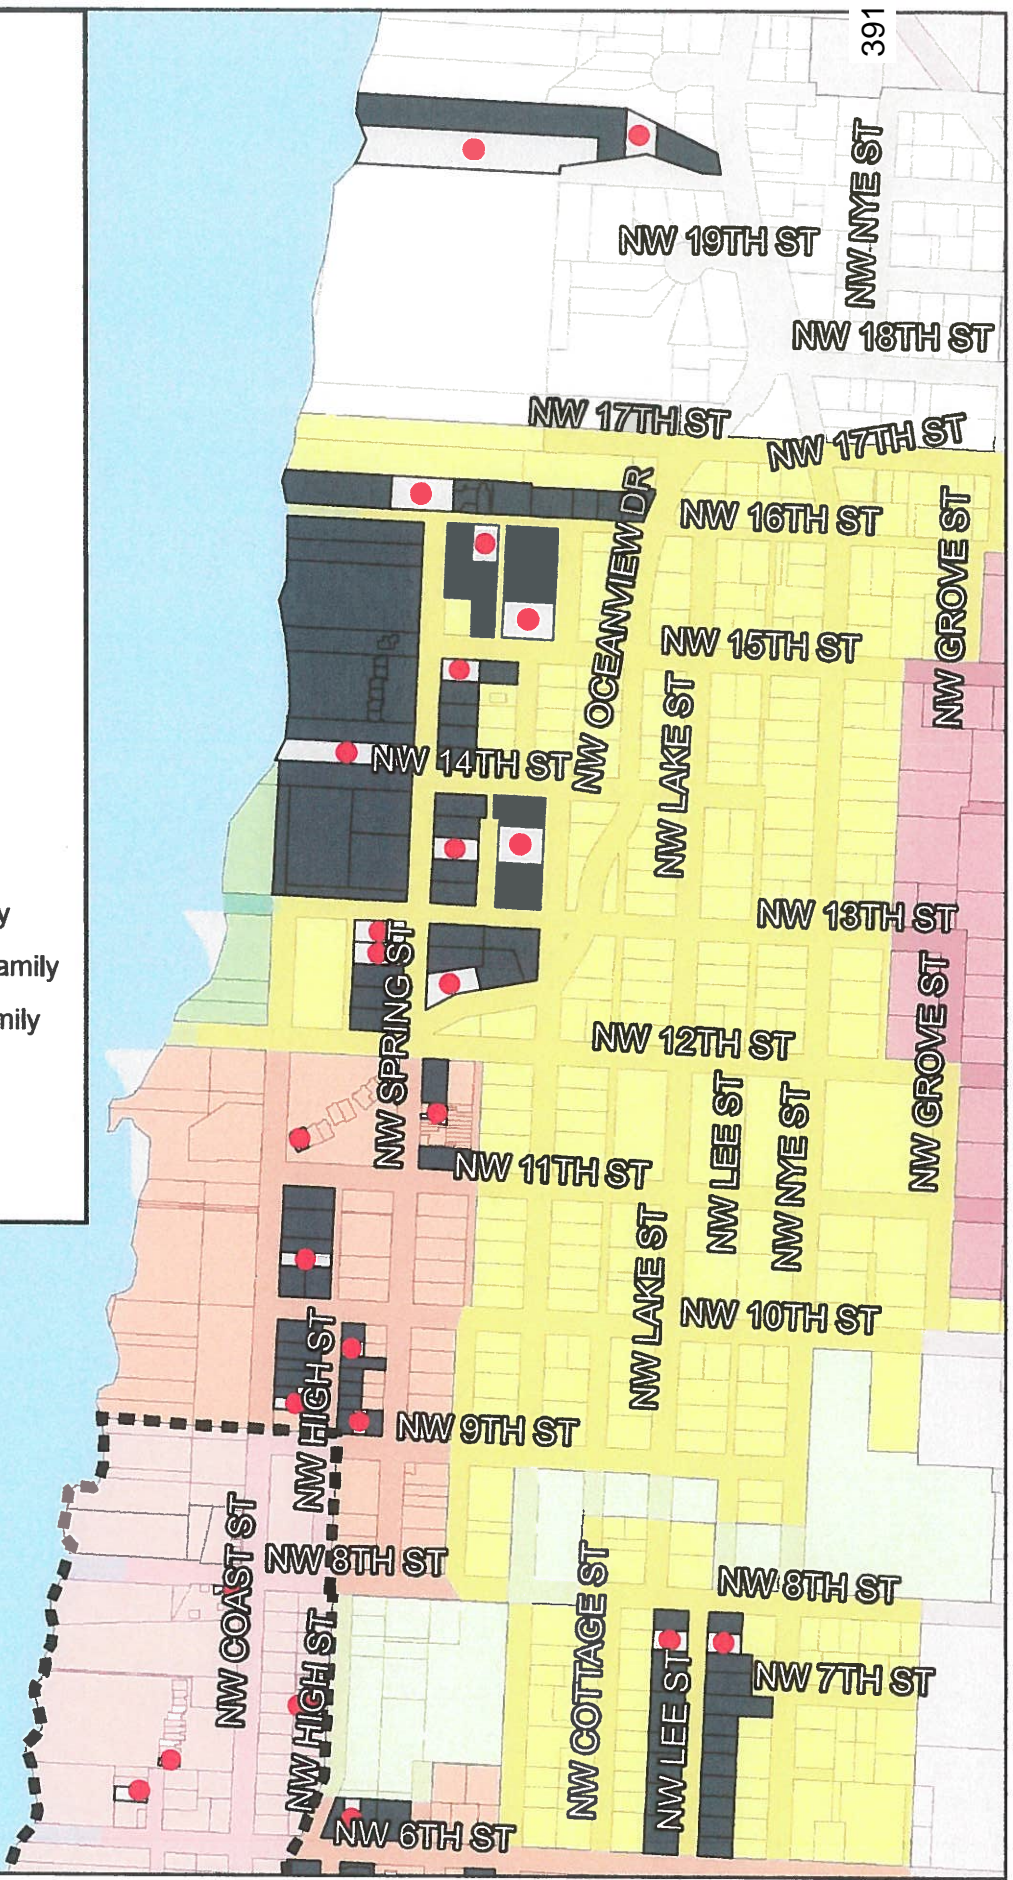 391
NW NYE ST
NW 19TH ST
NW 18TH ST
NW 17TH ST
NW 17TH ST
NW OCEANVIEW DR
NW 16TH ST
NW GROVE ST
NW 15TH ST
NW LAKE ST
NW 14TH ST
y
NW 13TH ST
NW SPRING ST
amily
NW GROVE ST
mily
NW 12TH ST
NW LEE ST
NW NYE ST
NW 11TH ST
NW LAKE ST
NW 10TH ST
NW HIGH ST
NW 9TH ST
NW COAST ST
NW 8TH ST
NW COTTAGE ST
NW 8TH ST
NW HIGH ST
NW LEE ST
NW 7TH ST
NW 6TH ST